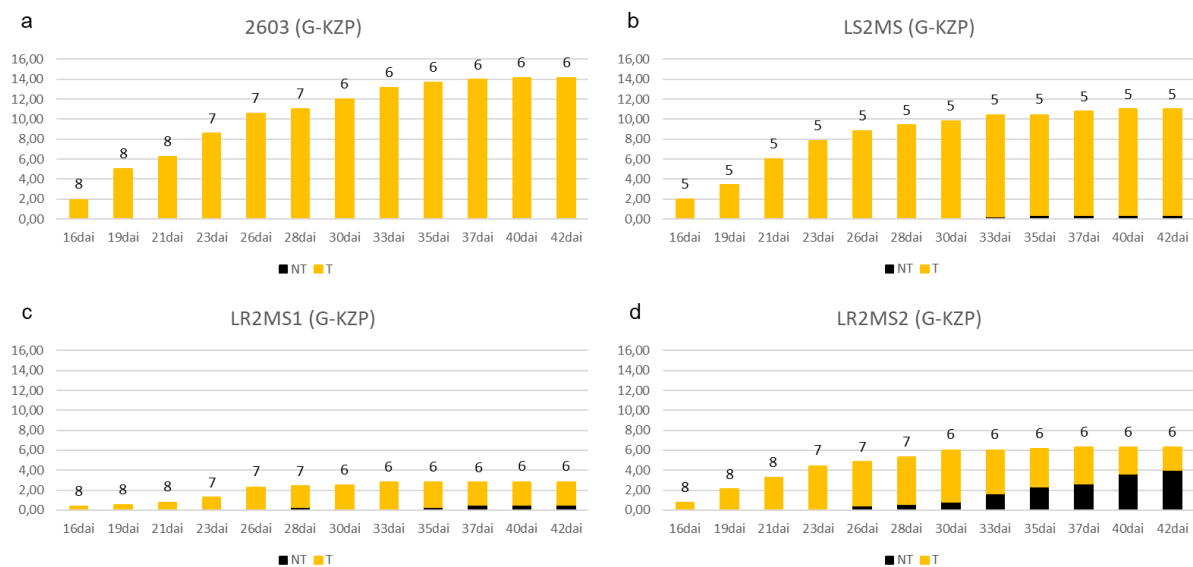 a
2603 (G-KZP)
16,00
14,00
12,00
10,00
8,00
6,00
4,00
2,00
0,00
8 8 8 7 7 7 6 6 6 6 6 6
16dai 19dai 21dai 23dai 26dai 28dai 30dai 33dai 35dai 37dai 40dai 42dai
NT T
b
LS2MS (G-KZP)
16,00
14,00
12,00
10,00
8,00
6,00
4,00
2,00
0,00
5 5 5 5 5 5 5 5 5 5 5 5
16dai 19dai 21dai 23dai 26dai 28dai 30dai 33dai 35dai 37dai 40dai 42dai
NT T
c
LR2MS1 (G-KZP)
16,00
14,00
12,00
10,00
8,00
6,00
4,00
2,00
0,00
8 8 8 7 7 7 6 6 6 6 6 6
16dai 19dai 21dai 23dai 26dai 28dai 30dai 33dai 35dai 37dai 40dai 42dai
NT T
d
LR2MS2 (G-KZP)
16,00
14,00
12,00
10,00
8,00
6,00
4,00
2,00
0,00
8 8 8 7 7 7 6 6 6 6 6 6
16dai 19dai 21dai 23dai 26dai 28dai 30dai 33dai 35dai 37dai 40dai 42dai
NT T